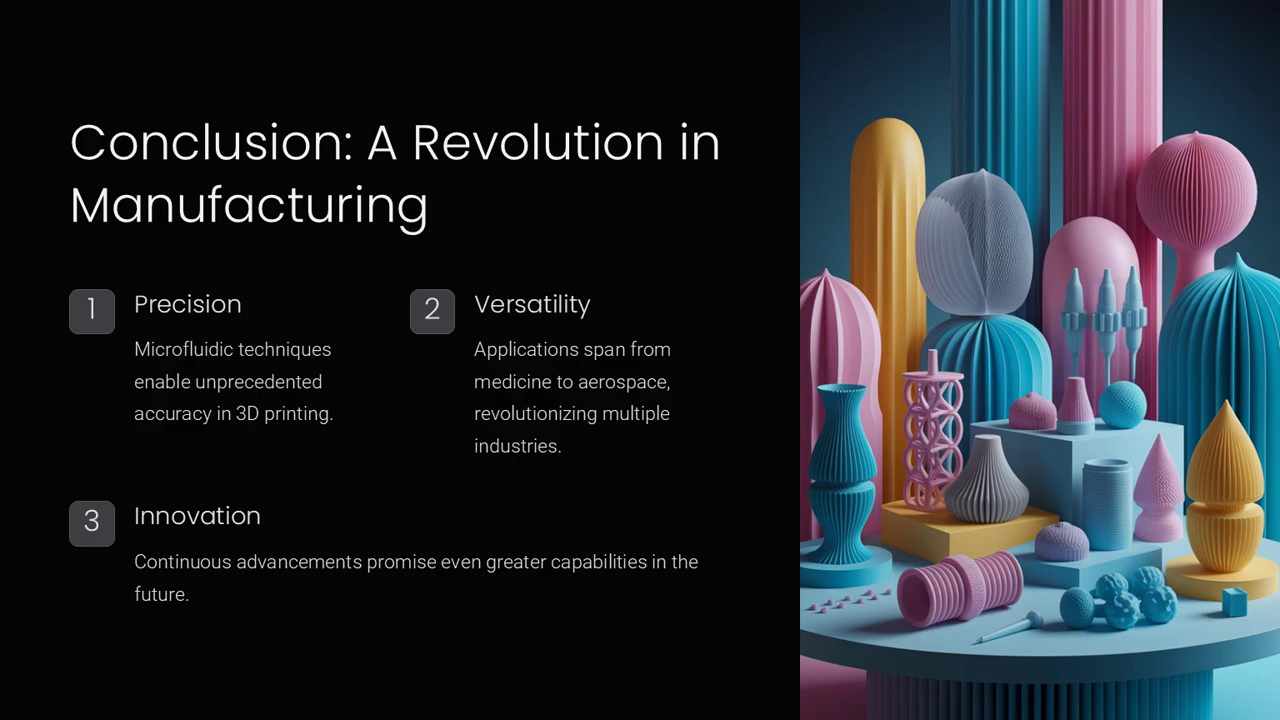 Conclusion: A Revolution in
Manufacturing
1
Precision
Microfluidic techniques
enable unprecedented
accuracy in 3D printing.
2
Versatility
Applications span from
medicine to aerospace,
revolutionizing multiple
industries.
3
Innovation
Continuous advancements promise even greater capabilities in the
future.